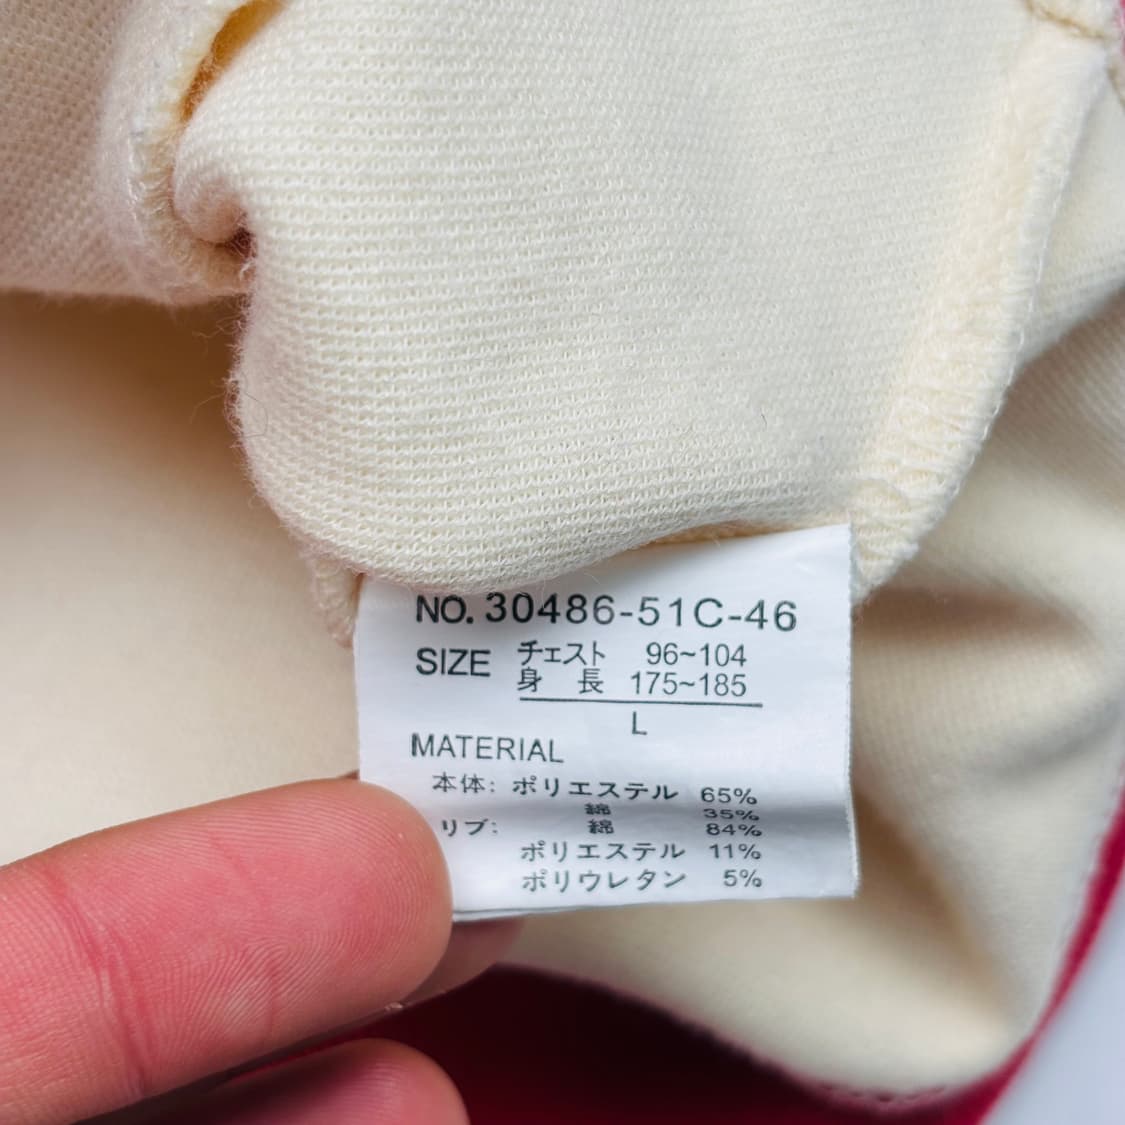 NO. 30486-51C-46
SIZE チェスト 96~104
身 長 175~185
L
MATERIAL
本体: ポリエステル 65%
綿 35%
リブ: 綿 84%
ポリエステル 11%
ポリウレタン 5%